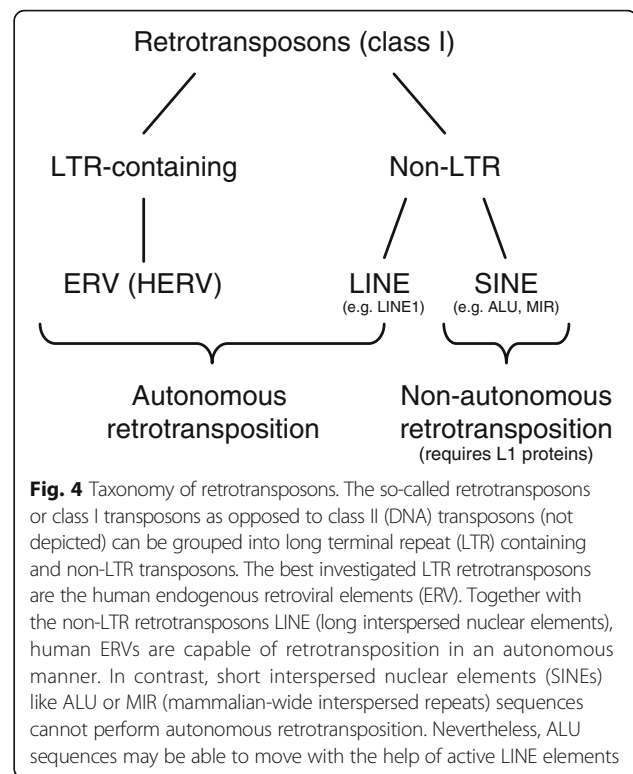 Retrotransposons (class I)
LTR-containing Non-LTR
ERV (HERV) LINE SINE
(e.g. LINE1) (e.g. ALU, MIR)
Autonomous Non-autonomous
retrotransposition retrotransposition
(requires L1 proteins)
Fig. 4 Taxonomy of retrotransposons. The so-called retrotransposons
or class I transposons as opposed to class II (DNA) transposons (not
depicted) can be grouped into long terminal repeat (LTR) containing
and non-LTR transposons. The best investigated LTR retrotransposons
are the human endogenous retroviral elements (ERV). Together with
the non-LTR retrotransposons LINE (long interspersed nuclear elements),
human ERVs are capable of retrotransposition in an autonomous
manner. In contrast, short interspersed nuclear elements (SINEs)
like ALU or MIR (mammalian-wide interspersed repeats) sequences
cannot perform autonomous retrotransposition. Nevertheless, ALU
sequences may be able to move with the help of active LINE elements